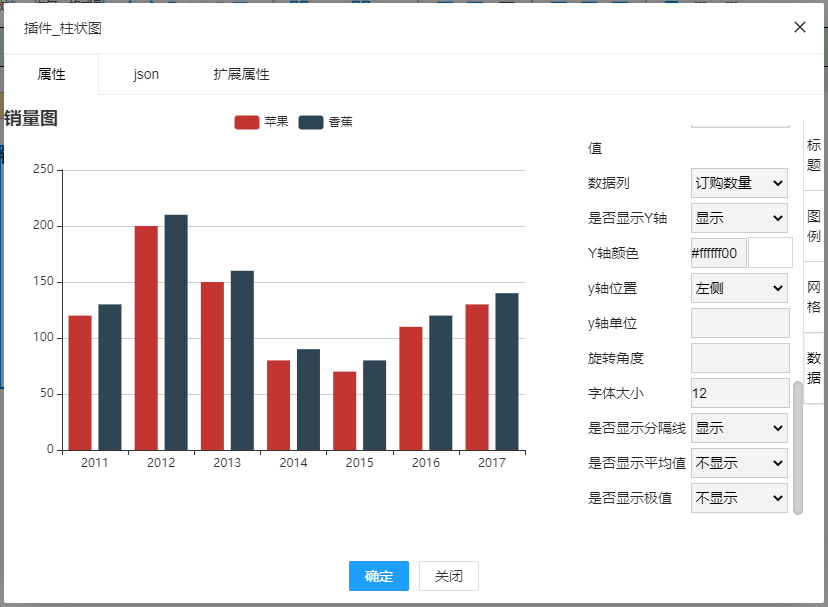 插件_柱状图
属性
json
扩展属性
销量图
苹果
香蕉
250
200
150
100
50
0
2011
2012
2013
2014
2015
2016
2017
值
数据列
订购数量
是否显示Y轴
显示
Y轴颜色
#ffffff00
y轴位置
左侧
y轴单位
旋转角度
字体大小
12
是否显示分隔线
显示
是否显示平均值
不显示
是否显示极值
不显示
标题
图例
网格
数据
确定
关闭